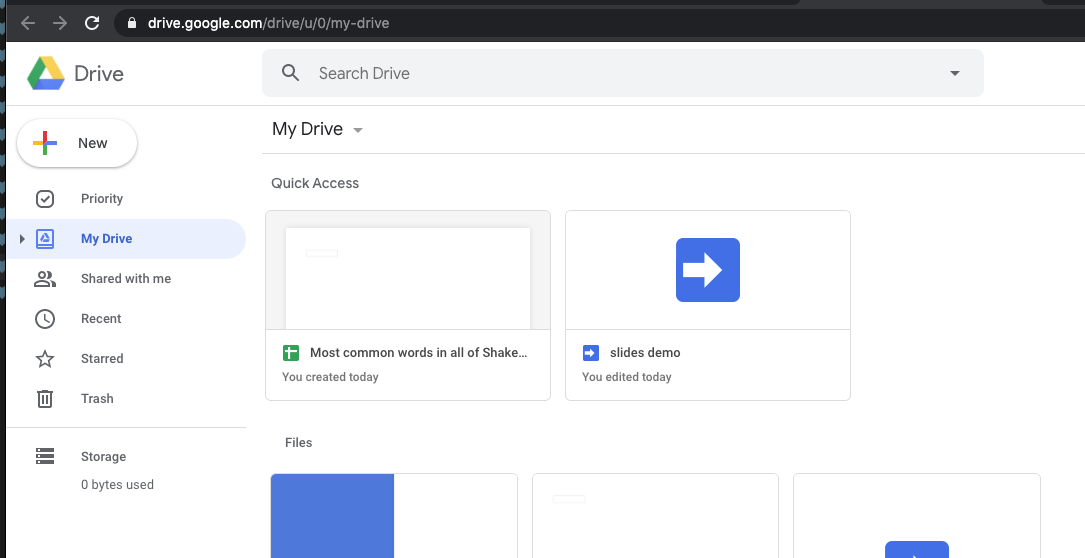 drive.google.com/drive/u/0/my-drive
Drive
Search Drive
New
My Drive
Priority
My Drive
Shared with me
Recent
Starred
Trash
Storage
0 bytes used
Quick Access
Most common words in all of Shake...
You created today
slides demo
You edited today
Files